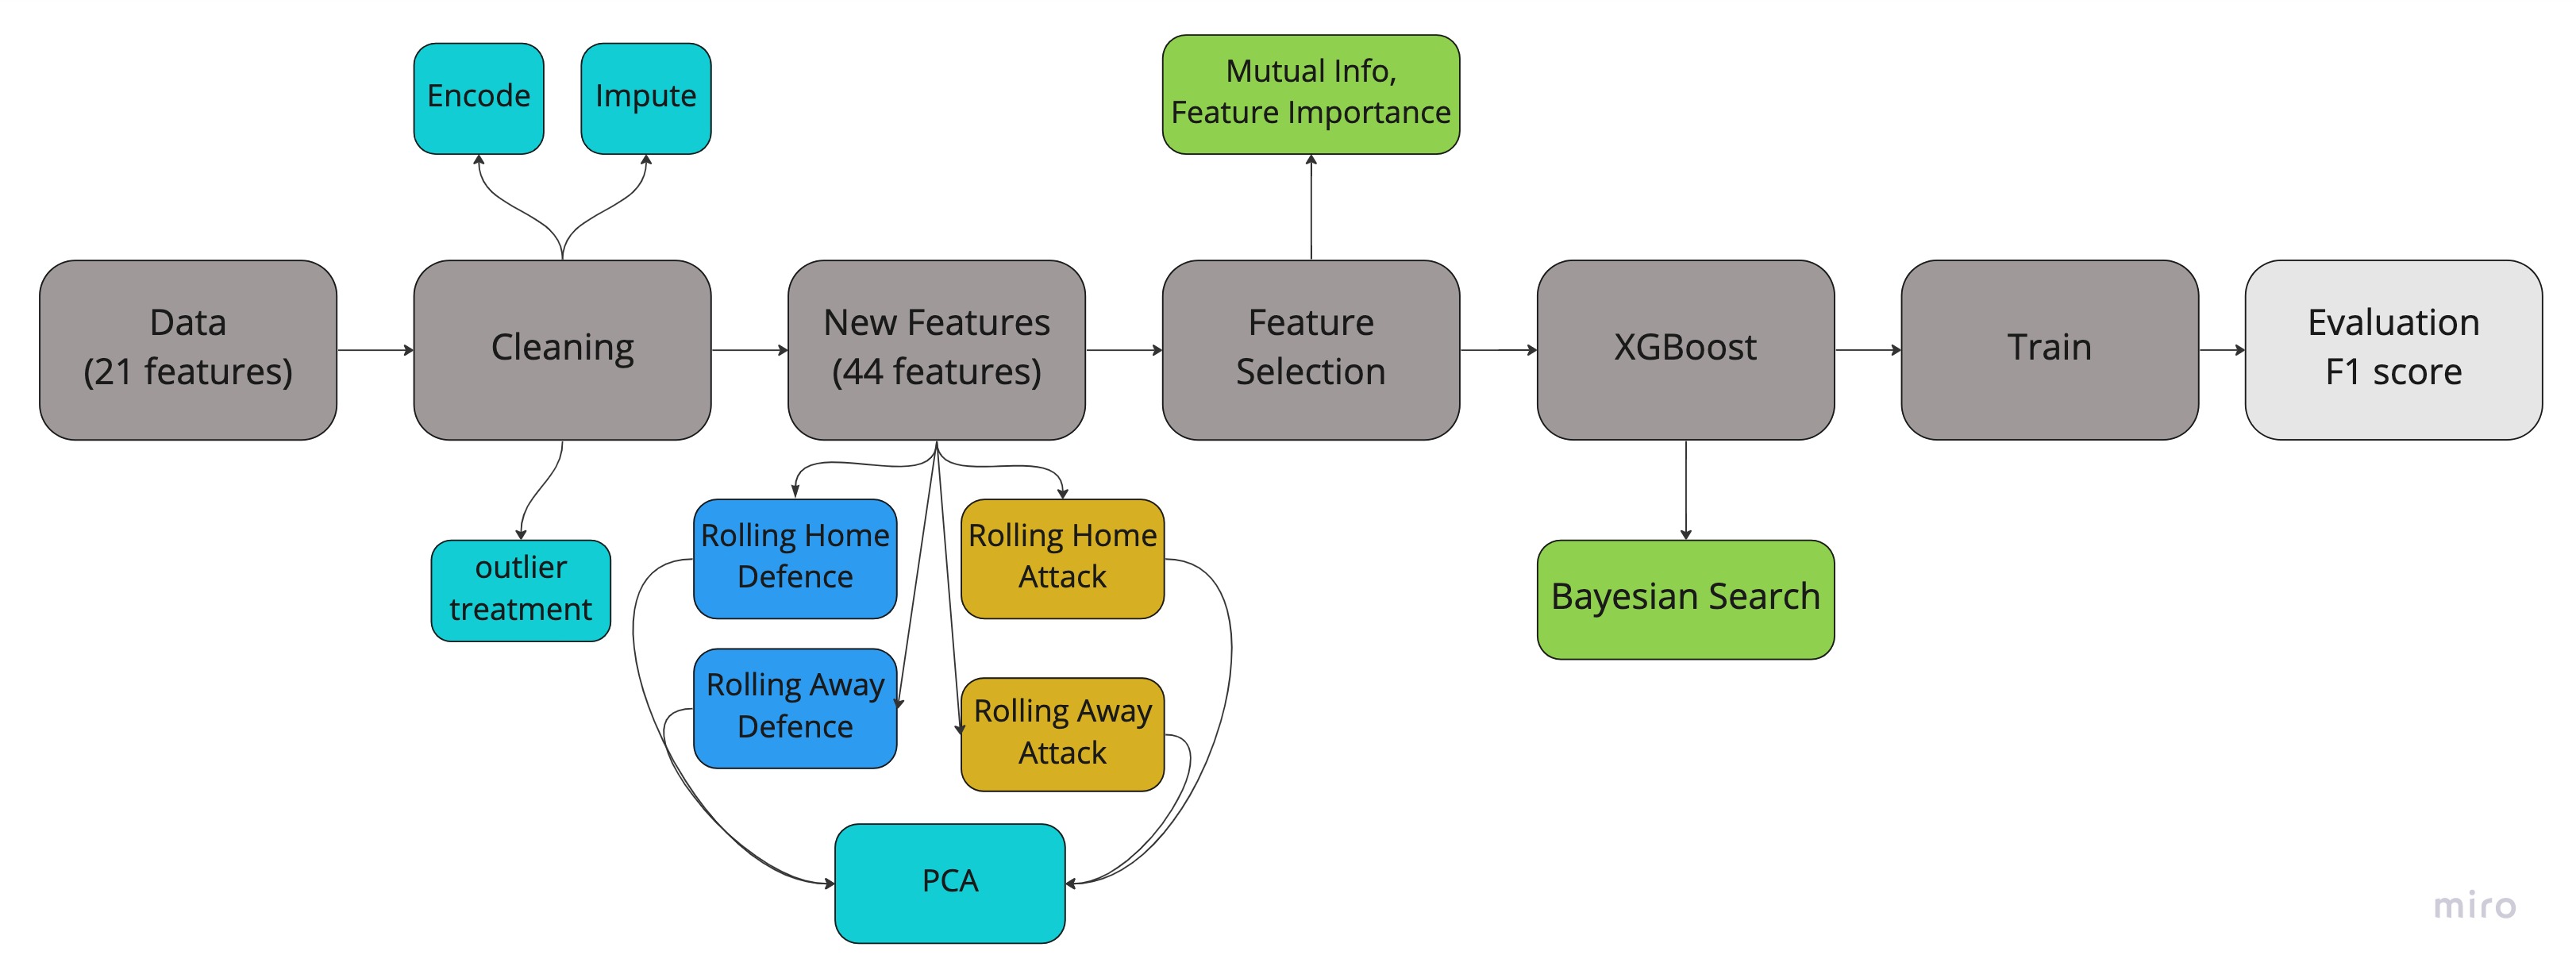 Encode
Impute
Mutual Info,
Feature Importance
Data
(21 features)
Cleaning
New Features
(44 features)
Feature
Selection
XGBoost
Train
Evaluation
F1 score
outlier
treatment
Rolling Home
Defence
Rolling Home
Attack
Bayesian Search
Rolling Away
Defence
Rolling Away
Attack
PCA
miro